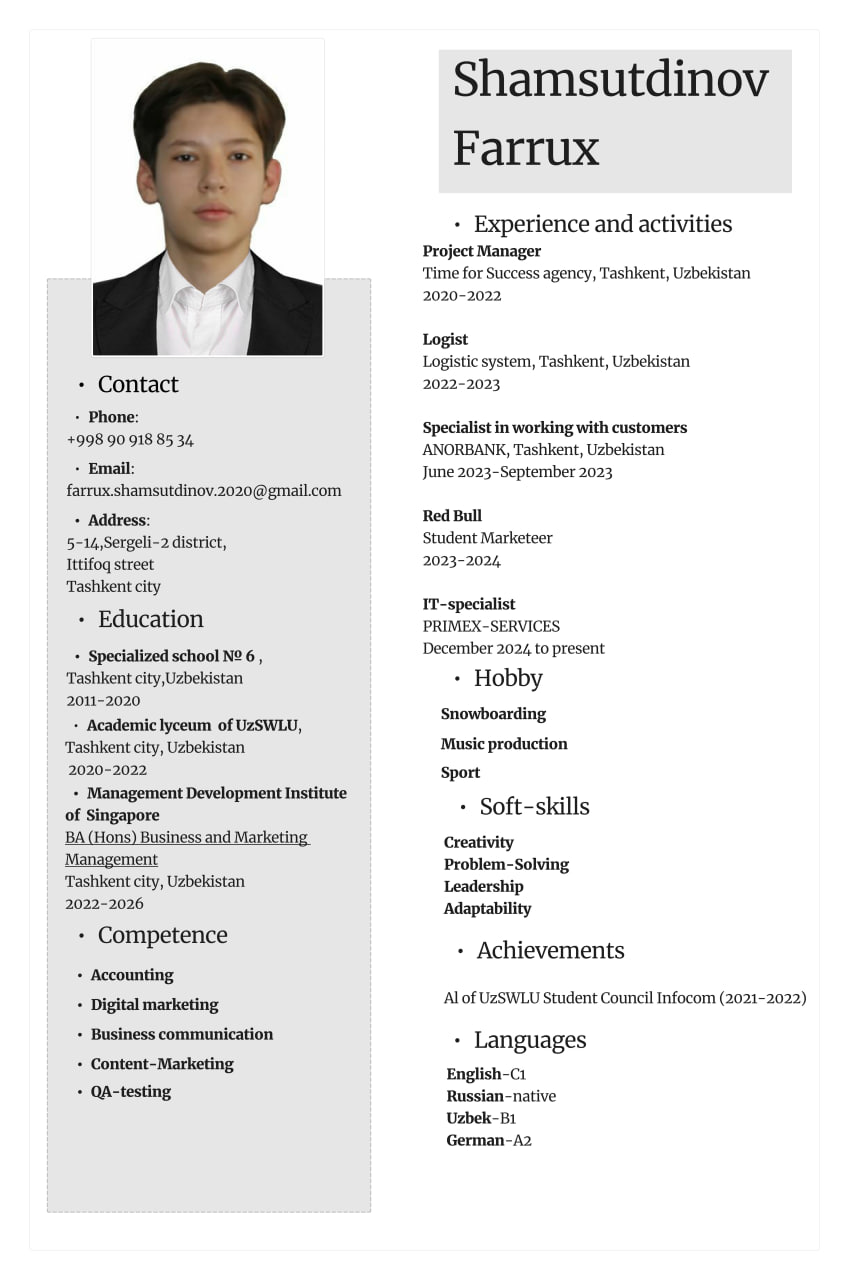 Shamsutdinov
Farrux
• Contact
• Phone:
+998 90 918 85 34
• Email:
farrux.shamsutdinov.2020@gmail.com
• Address:
5-14,Sergeli-2 district,
Ittifoq street
Tashkent city
• Education
• Specialized school № 6 ,
Tashkent city,Uzbekistan
2011-2020
• Academic lyceum of UzSWLU,
Tashkent city, Uzbekistan
2020-2022
• Management Development Institute
of Singapore
BA (Hons) Business and Marketing
Management
Tashkent city, Uzbekistan
2022-2026
• Competence
• Accounting
• Digital marketing
• Business communication
• Content-Marketing
• QA-testing
• Experience and activities
Project Manager
Time for Success agency, Tashkent, Uzbekistan
2020-2022
Logist
Logistic system, Tashkent, Uzbekistan
2022-2023
Specialist in working with customers
ANORBANK, Tashkent, Uzbekistan
June 2023-September 2023
Red Bull
Student Marketeer
2023-2024
IT-specialist
PRIMEX-SERVICES
December 2024 to present
• Hobby
Snowboarding
Music production
Sport
• Soft-skills
Creativity
Problem-Solving
Leadership
Adaptability
• Achievements
Al of UzSWLU Student Council Infocom (2021-2022)
• Languages
English-C1
Russian-native
Uzbek-B1
German-A2